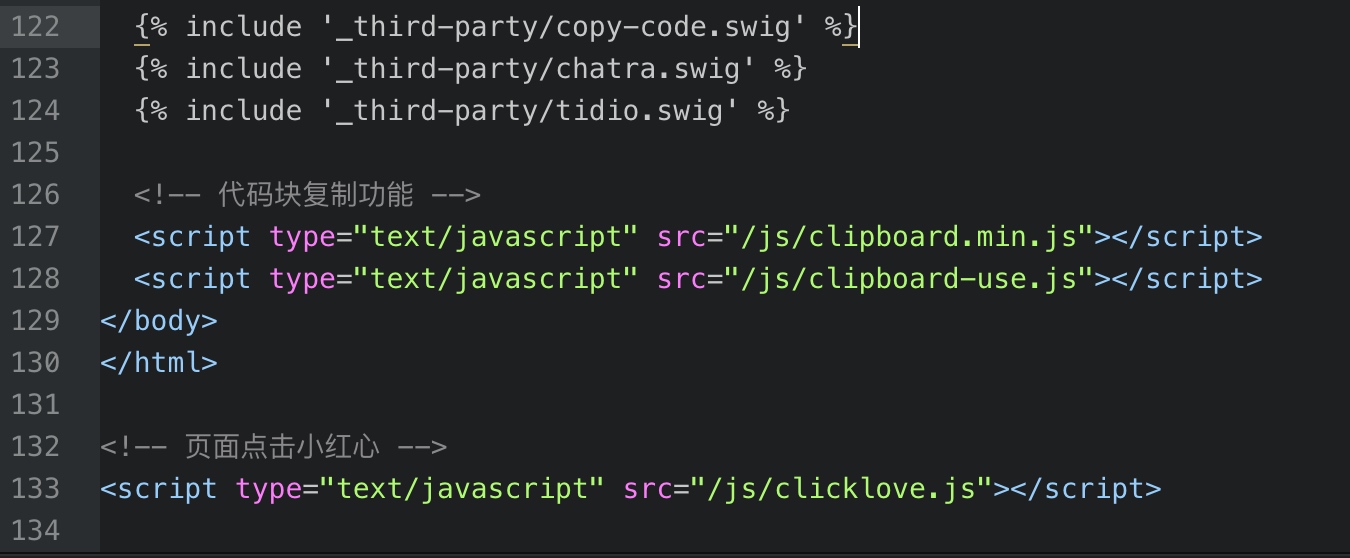 122 {% include '_third-party/copy-code.swig' %}
123 {% include '_third-party/chatra.swig' %}
124 {% include '_third-party/tidio.swig' %}
125
126 <!-- 代码块复制功能 -->
127 <script type="text/javascript" src="/js/clipboard.min.js"></script>
128 <script type="text/javascript" src="/js/clipboard-use.js"></script>
129 </body>
130 </html>
131
132 <!-- 页面点击小红心 -->
133 <script type="text/javascript" src="/js/clicklove.js"></script>
134